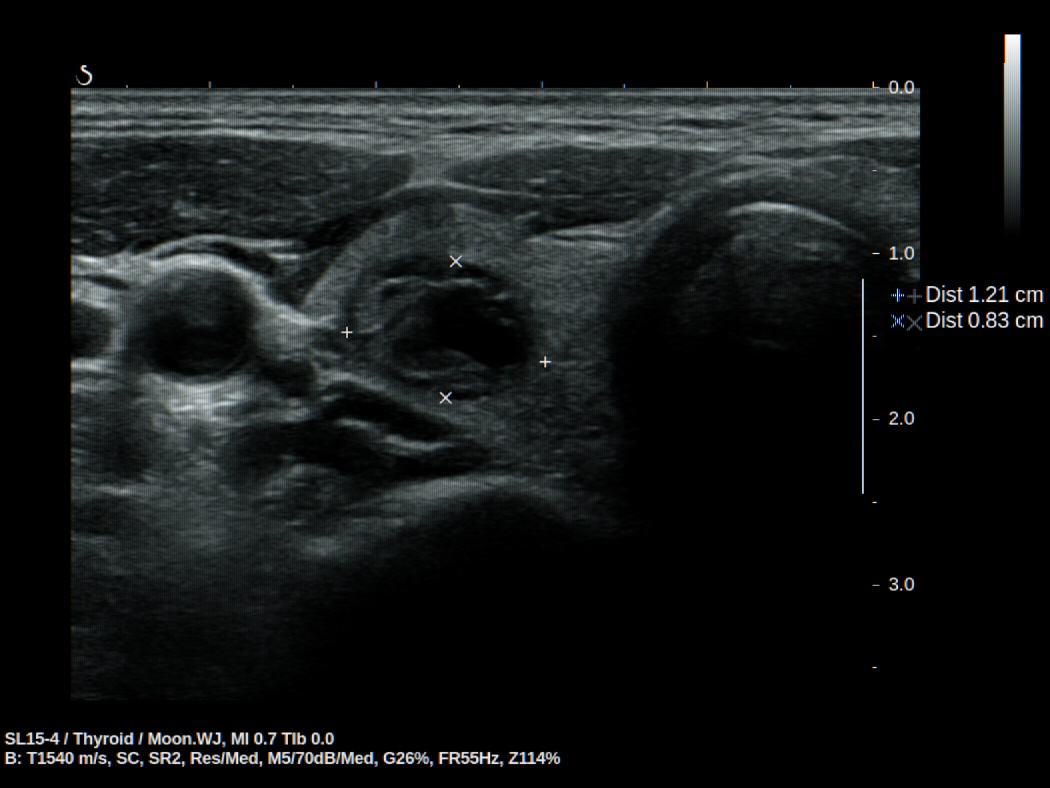 S
0.0
1.0
++ Dist 1.21 cm
×× Dist 0.83 cm
2.0
3.0
SL15-4 / Thyroid / Moon.WJ, MI 0.7 TIb 0.0
B: T1540 m/s, SC, SR2, Res/Med, M5/70dB/Med, G26%, FR55Hz, Z114%